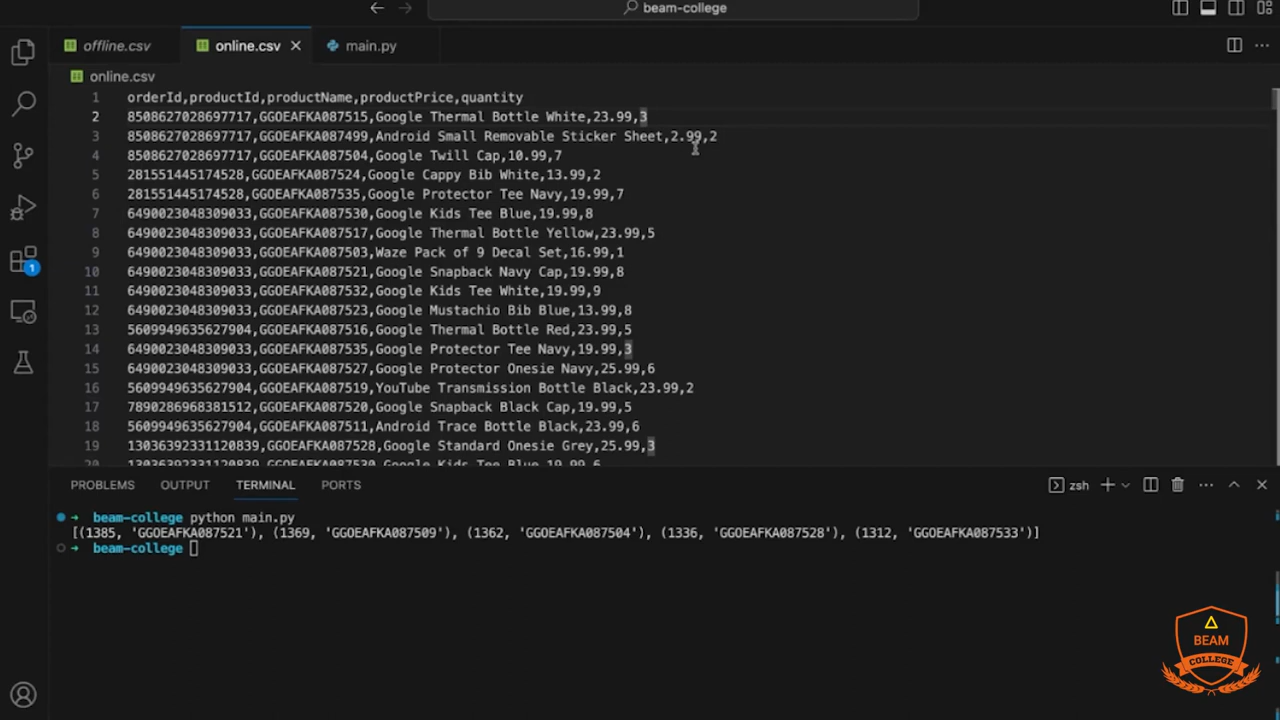 beam-college
offline.csv online.csv main.py
online.csv
1 orderId,productId,productName,productPrice,quantity
2 8508627028697717,GGOEAFKA087515,Google Thermal Bottle White,23.99,3
3 8508627028697717,GGOEAFKA087499,Android Small Removable Sticker Sheet,2.99,2
4 8508627028697717,GGOEAFKA087504,Google Twill Cap,10.99,7
5 281551445174528,GGOEAFKA087524,Google Cappy Bib White,13.99,2
6 281551445174528,GGOEAFKA087535,Google Protector Tee Navy,19.99,7
7 6490023048309033,GGOEAFKA087530,Google Kids Tee Blue,19.99,8
8 6490023048309033,GGOEAFKA087517,Google Thermal Bottle Yellow,23.99,5
9 6490023048309033,GGOEAFKA087503,Waze Pack of 9 Decal Set,16.99,1
10 6490023048309033,GGOEAFKA087521,Google Snapback Navy Cap,19.99,8
11 6490023048309033,GGOEAFKA087532,Google Kids Tee White,19.99,9
12 6490023048309033,GGOEAFKA087523,Google Mustachio Bib Blue,13.99,8
13 5609949635627904,GGOEAFKA087516,Google Thermal Bottle Red,23.99,5
14 6490023048309033,GGOEAFKA087535,Google Protector Tee Navy,19.99,3
15 6490023048309033,GGOEAFKA087527,Google Protector Onesie Navy,25.99,6
16 5609949635627904,GGOEAFKA087519,YouTube Transmission Bottle Black,23.99,2
17 7890286968381512,GGOEAFKA087520,Google Snapback Black Cap,19.99,5
18 5609949635627904,GGOEAFKA087511,Android Trace Bottle Black,23.99,6
19 13036392331120839,GGOEAFKA087528,Google Standard Onesie Grey,25.99,3
20 13036392331120839,GGOEAFKA087530,Google Kids Tee Blue,19.99,6
1
PROBLEMS OUTPUT TERMINAL PORTS zsh
beam-college python main.py
[(1385, 'GGOEAFKA087521'), (1369, 'GGOEAFKA087509'), (1362, 'GGOEAFKA087504'), (1336, 'GGOEAFKA087528'), (1312, 'GGOEAFKA087533')]
beam-college
BEAM
COLLEGE